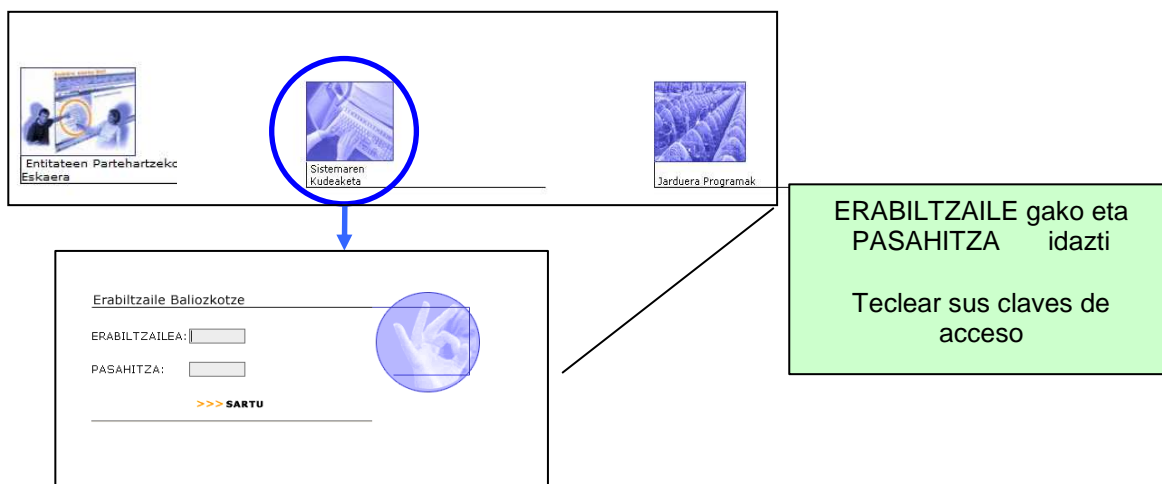 Entitateen Partehartzeko
Eskaera
Sistemaren
Kudeaketa
Jarduera Programak
ERABILTZAILE gako eta
PASAHITZA idazti
Teclear sus claves de
acceso
Erabiltzaile Baliozkotze
ERABILTZAILEA:
PASAHITZA:
>>> SARTU